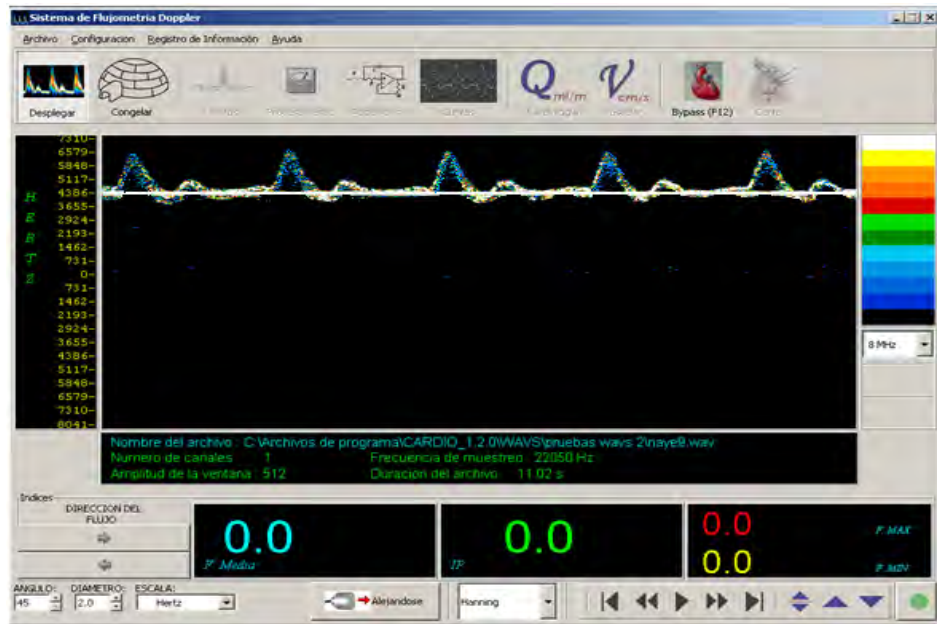 Sistema de Flujometria Doppler
Archivo Configuracion Registro de Información Ayuda
Desplegar Congelar Bypass (F12)
Q ml/m V cm/s
7310
6579
5848
5117
4386
3655
2924
2193
1462
731
0
731
1462
2193
2924
3655
4386
5117
5848
6579
7310
8041
HERTZ
8 MHz
Nombre del archivo : C:\Archivos de programa\CARDIO_1.2.0\WAVS\pruebas wavs 2\naye9.wav
Numero de canales 1 Frecuencia de muestreo 22050 Hz
Amplitud de la ventana 512 Duración del archivo 11.02 s
Indices
DIRECCION DEL
FLUJO
0.0 F Media
0.0 IP
0.0 F MAX
0.0 F MIN
ANGULO: DIAMETRO: ESCALA:
45 2.0 Hertz
Alejandose
Hanning